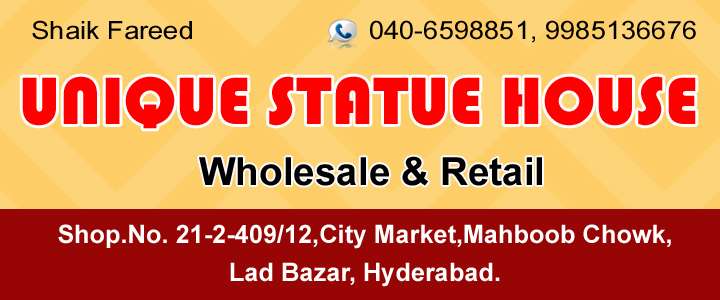 Shaik Fareed 040-6598851, 9985136676
UNIQUE STATUE HOUSE
Wholesale & Retail
Shop.No. 21-2-409/12,City Market,Mahboob Chowk,
Lad Bazar, Hyderabad.